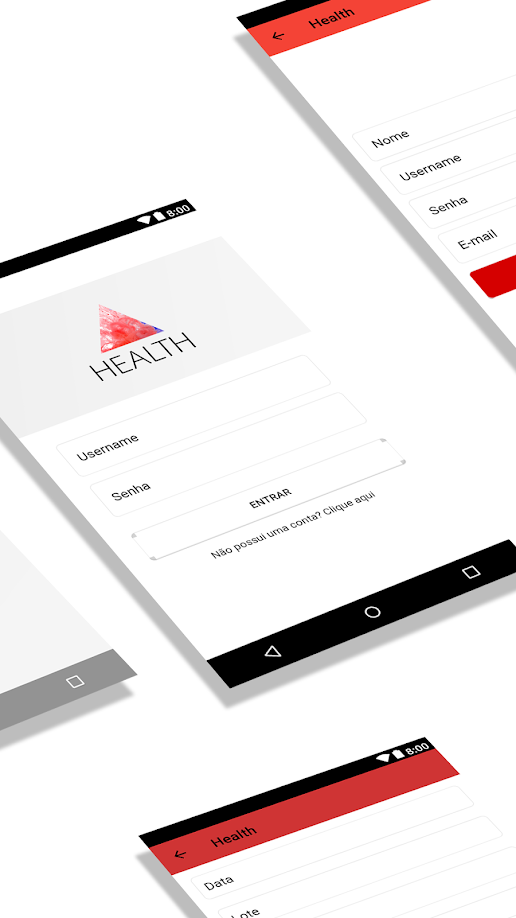 Health
Nome
Username
Senha
E-mail
8:00
HEALTH
Username
Senha
ENTRAR
Não possui uma conta? Clique aqui
8:00
Health
Data
Lote